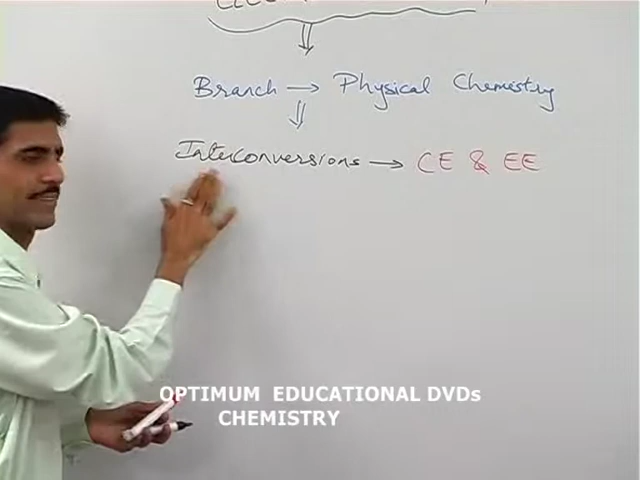 Branch → Physical Chemistry
Interconversions → CE & EE
OPTIMUM EDUCATIONAL DVDs
CHEMISTRY